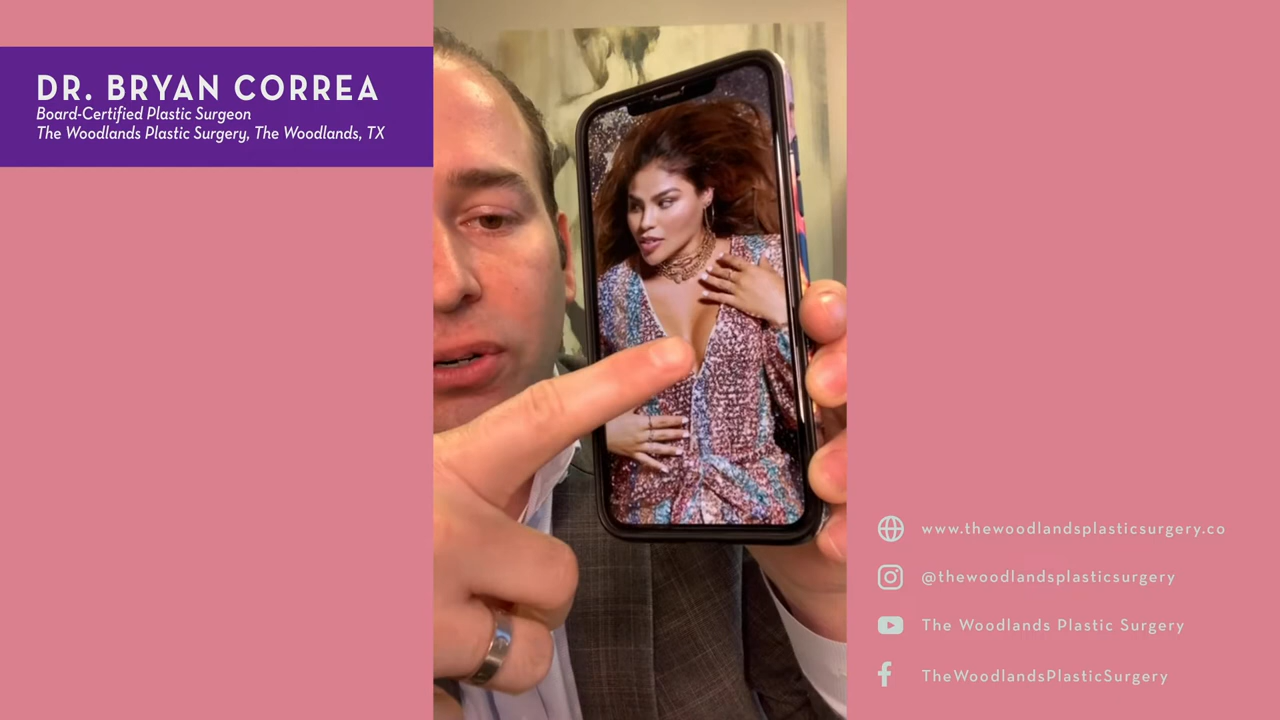 DR. BRYAN CORREA
Board-Certified Plastic Surgeon
The Woodlands Plastic Surgery, The Woodlands, TX
www.thewoodlandsplasticsurgery.co
@thewoodlandsplasticsurgery
The Woodlands Plastic Surgery
TheWoodlandsPlasticSurgery